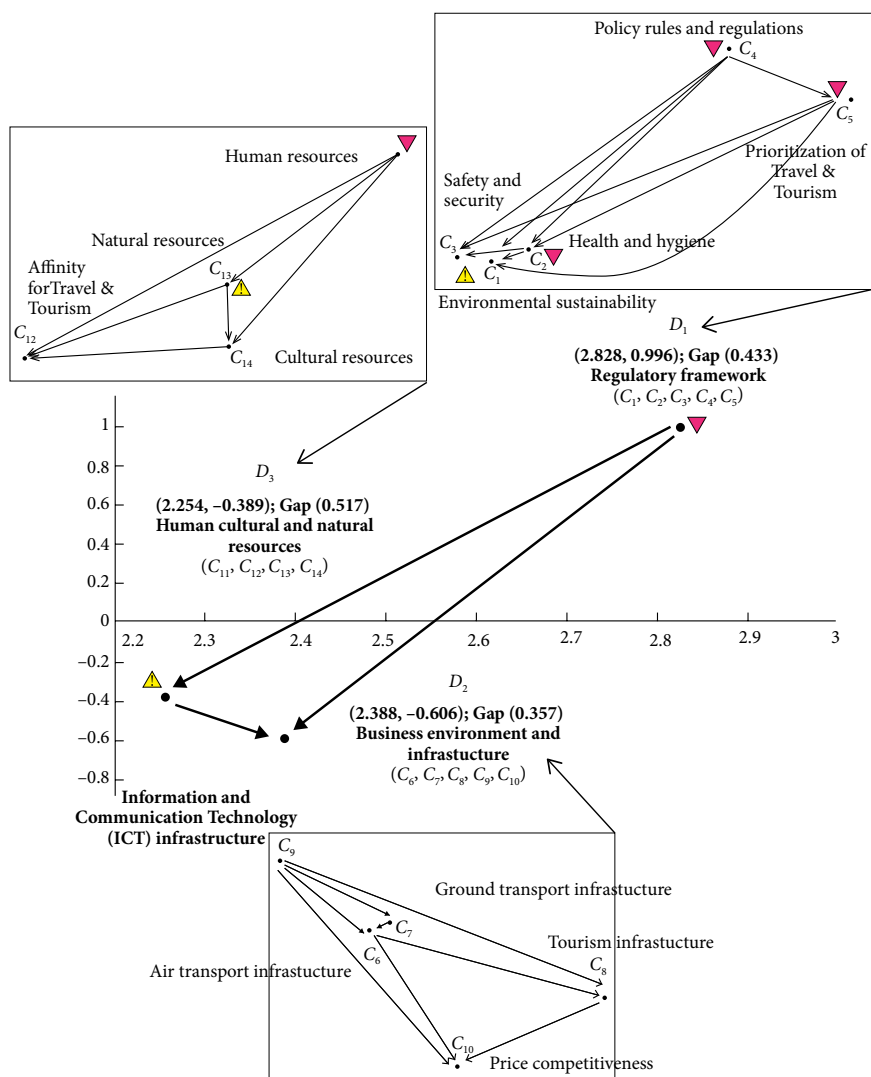 Policy rules and regulations
C4
C5
Prioritization of
Travel &
Tourism
Safety and
security
C3
C1
C2
Health and hygiene
Environmental sustainability
Human resources
Natural resources
C13
Affinity
forTravel &
Tourism
C12
C14
Cultural resources
D1
(2.828, 0.996); Gap (0.433)
Regulatory framework
(C1, C2, C3, C4, C5)
D3
(2.254, –0.389); Gap (0.517)
Human cultural and natural
resources
(C11, C12, C13, C14)
1
0.8
0.6
0.4
0.2
0
–0.2
–0.4
–0.6
–0.8
2.2 2.3 2.4 2.5 2.6 2.7 2.8 2.9 3
D2
(2.388, –0.606); Gap (0.357)
Business environment and
infrastucture
(C6, C7, C8, C9, C10)
Information and
Communication Technology
(ICT) infrastructure
C9
Ground transport infrastucture
C7
C6
Tourism infrastucture
C8
Air transport infrastucture
C10
Price competitiveness